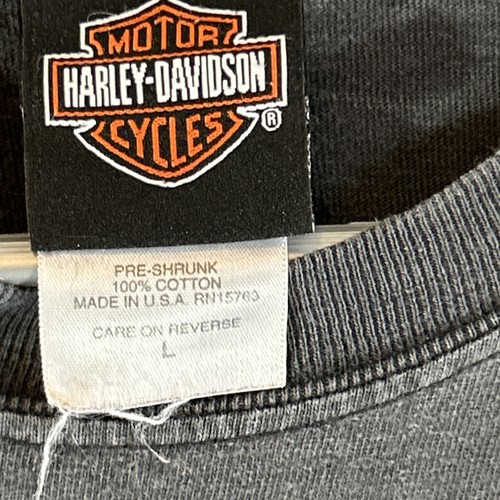 MOTOR
HARLEY-DAVIDSON
CYCLES
®
PRE-SHRUNK
100% COTTON
MADE IN U.S.A. RN15763
CARE ON REVERSE
L